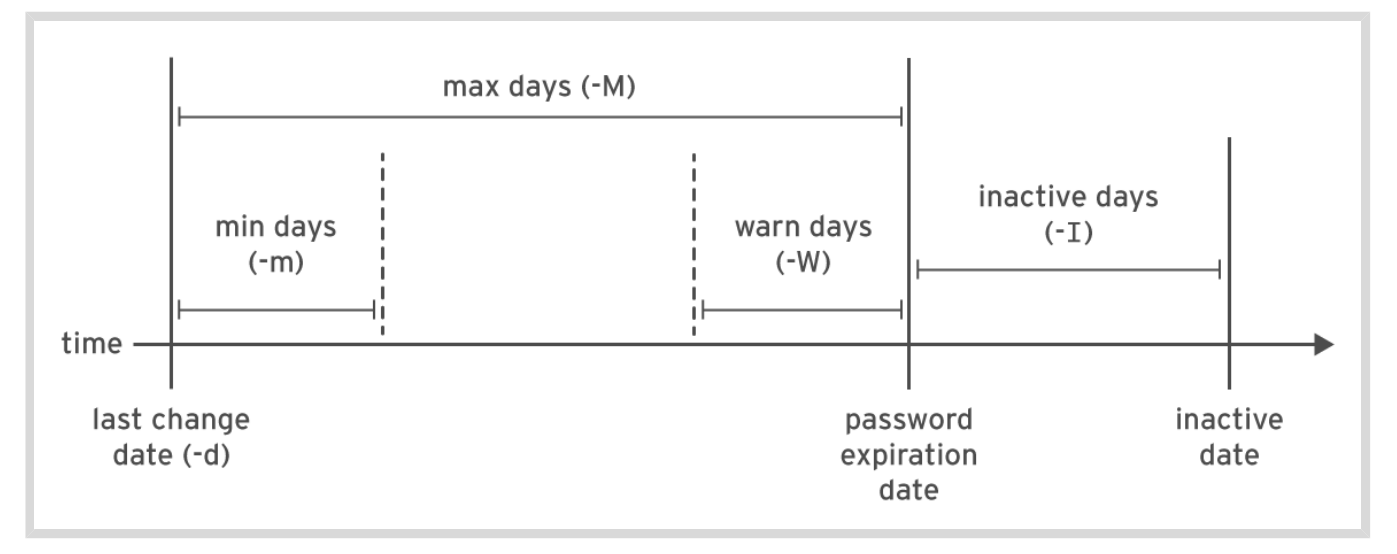 max days (-M)
min days
(-m)
warn days
(-W)
inactive days
(-I)
time
last change
date (-d)
password
expiration
date
inactive
date